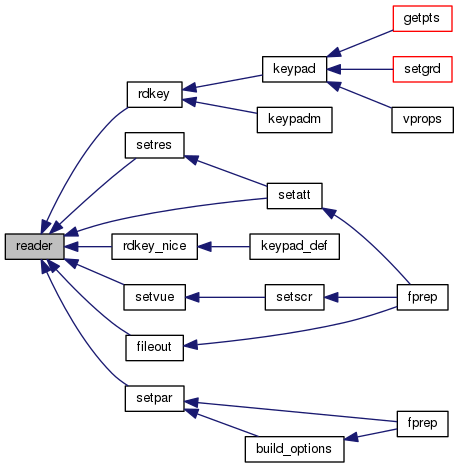 getpts
keypad
setgrd
rdkey
keypadm
vprops
setres
setatt
reader
rdkey_nice
keypad_def
setvue
setscr
fprep
fileout
setpar
fprep
build_options